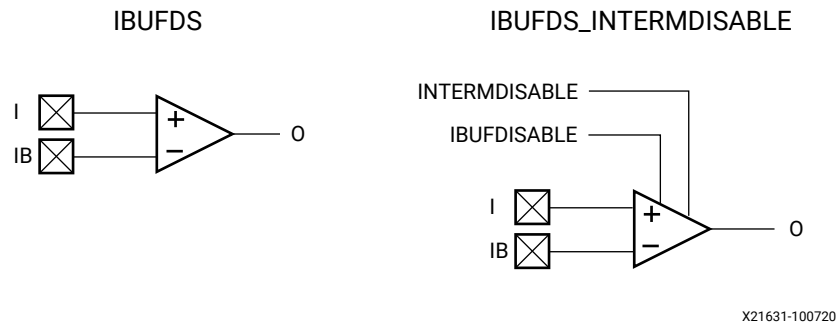 IBUFDS
I
IB
+
−
O
IBUFDS_INTERMDISABLE
INTERMDISABLE
IBUFDISABLE
I
IB
+
−
O
X21631-100720